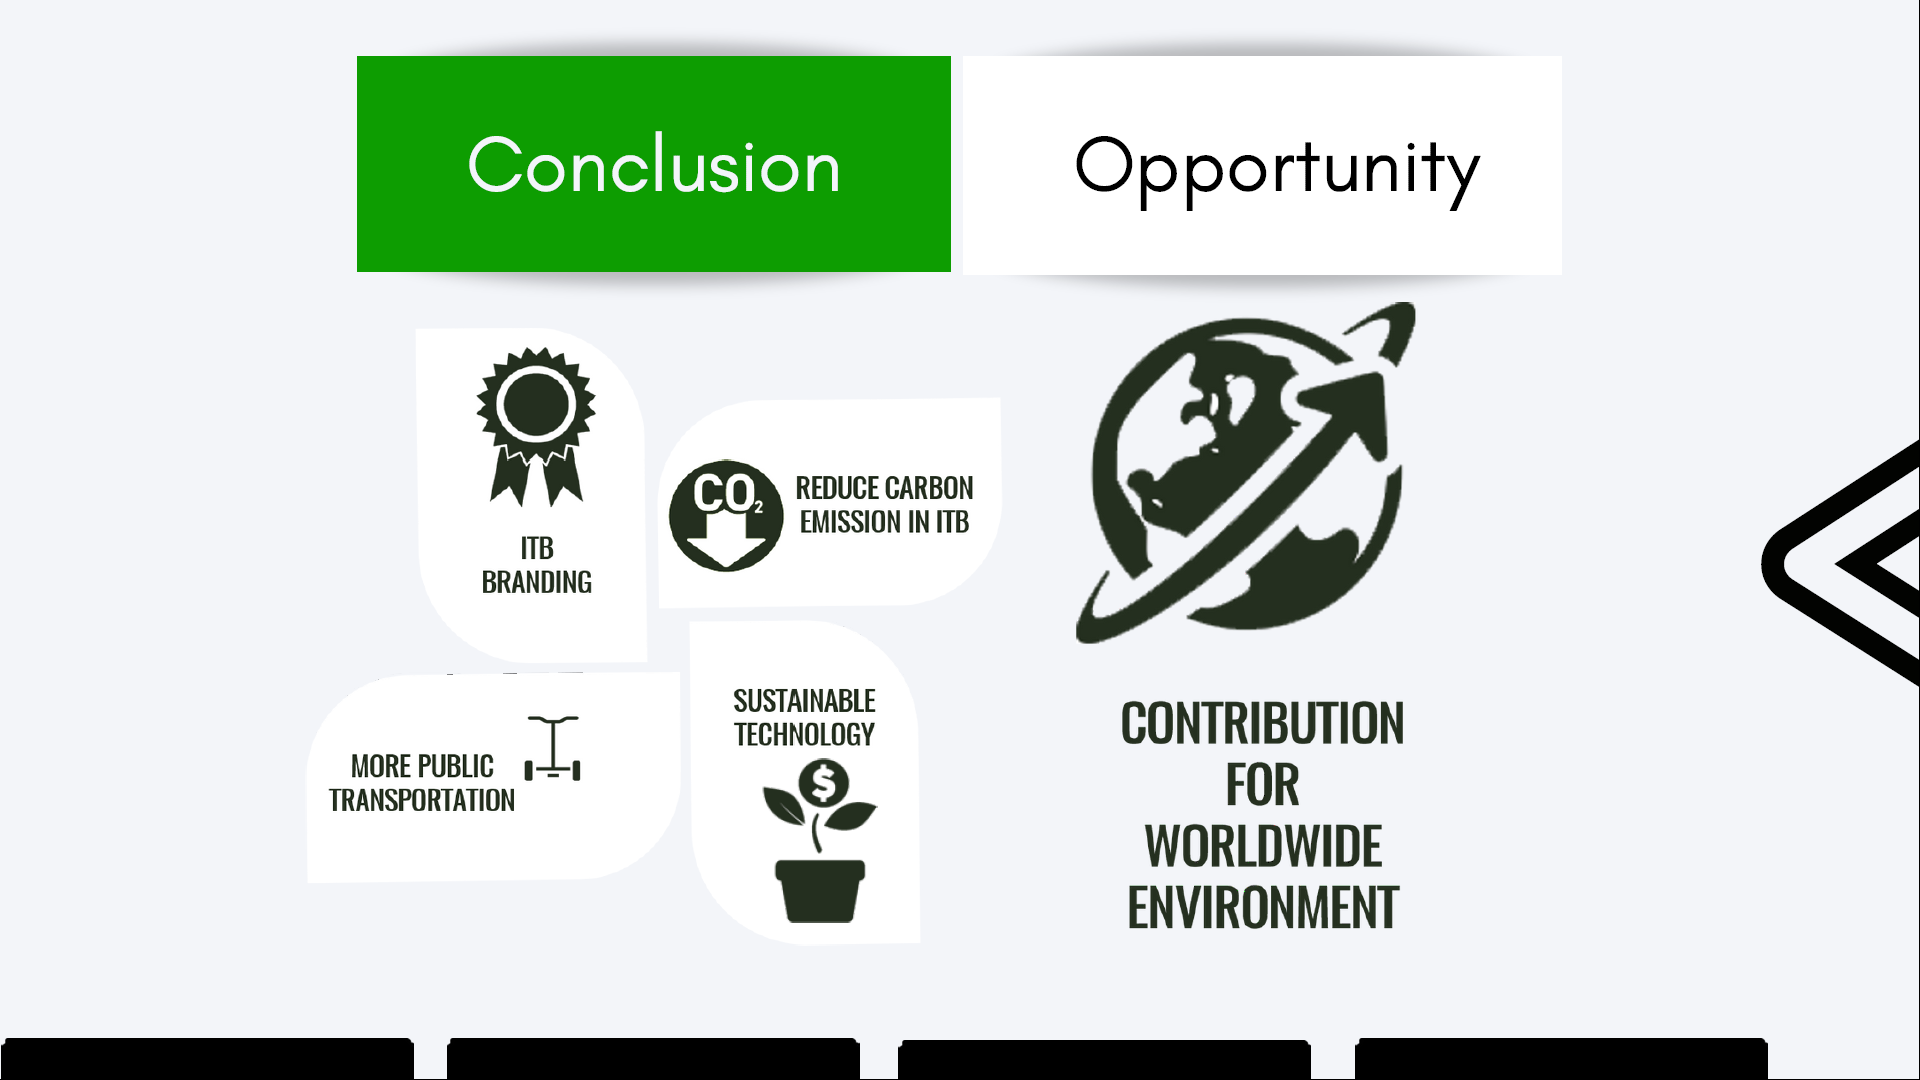 Conclusion
Opportunity
ITB
BRANDING
CO₂
REDUCE CARBON
EMISSION IN ITB
MORE PUBLIC
TRANSPORTATION
SUSTAINABLE
TECHNOLOGY
$
CONTRIBUTION
FOR
WORLDWIDE
ENVIRONMENT